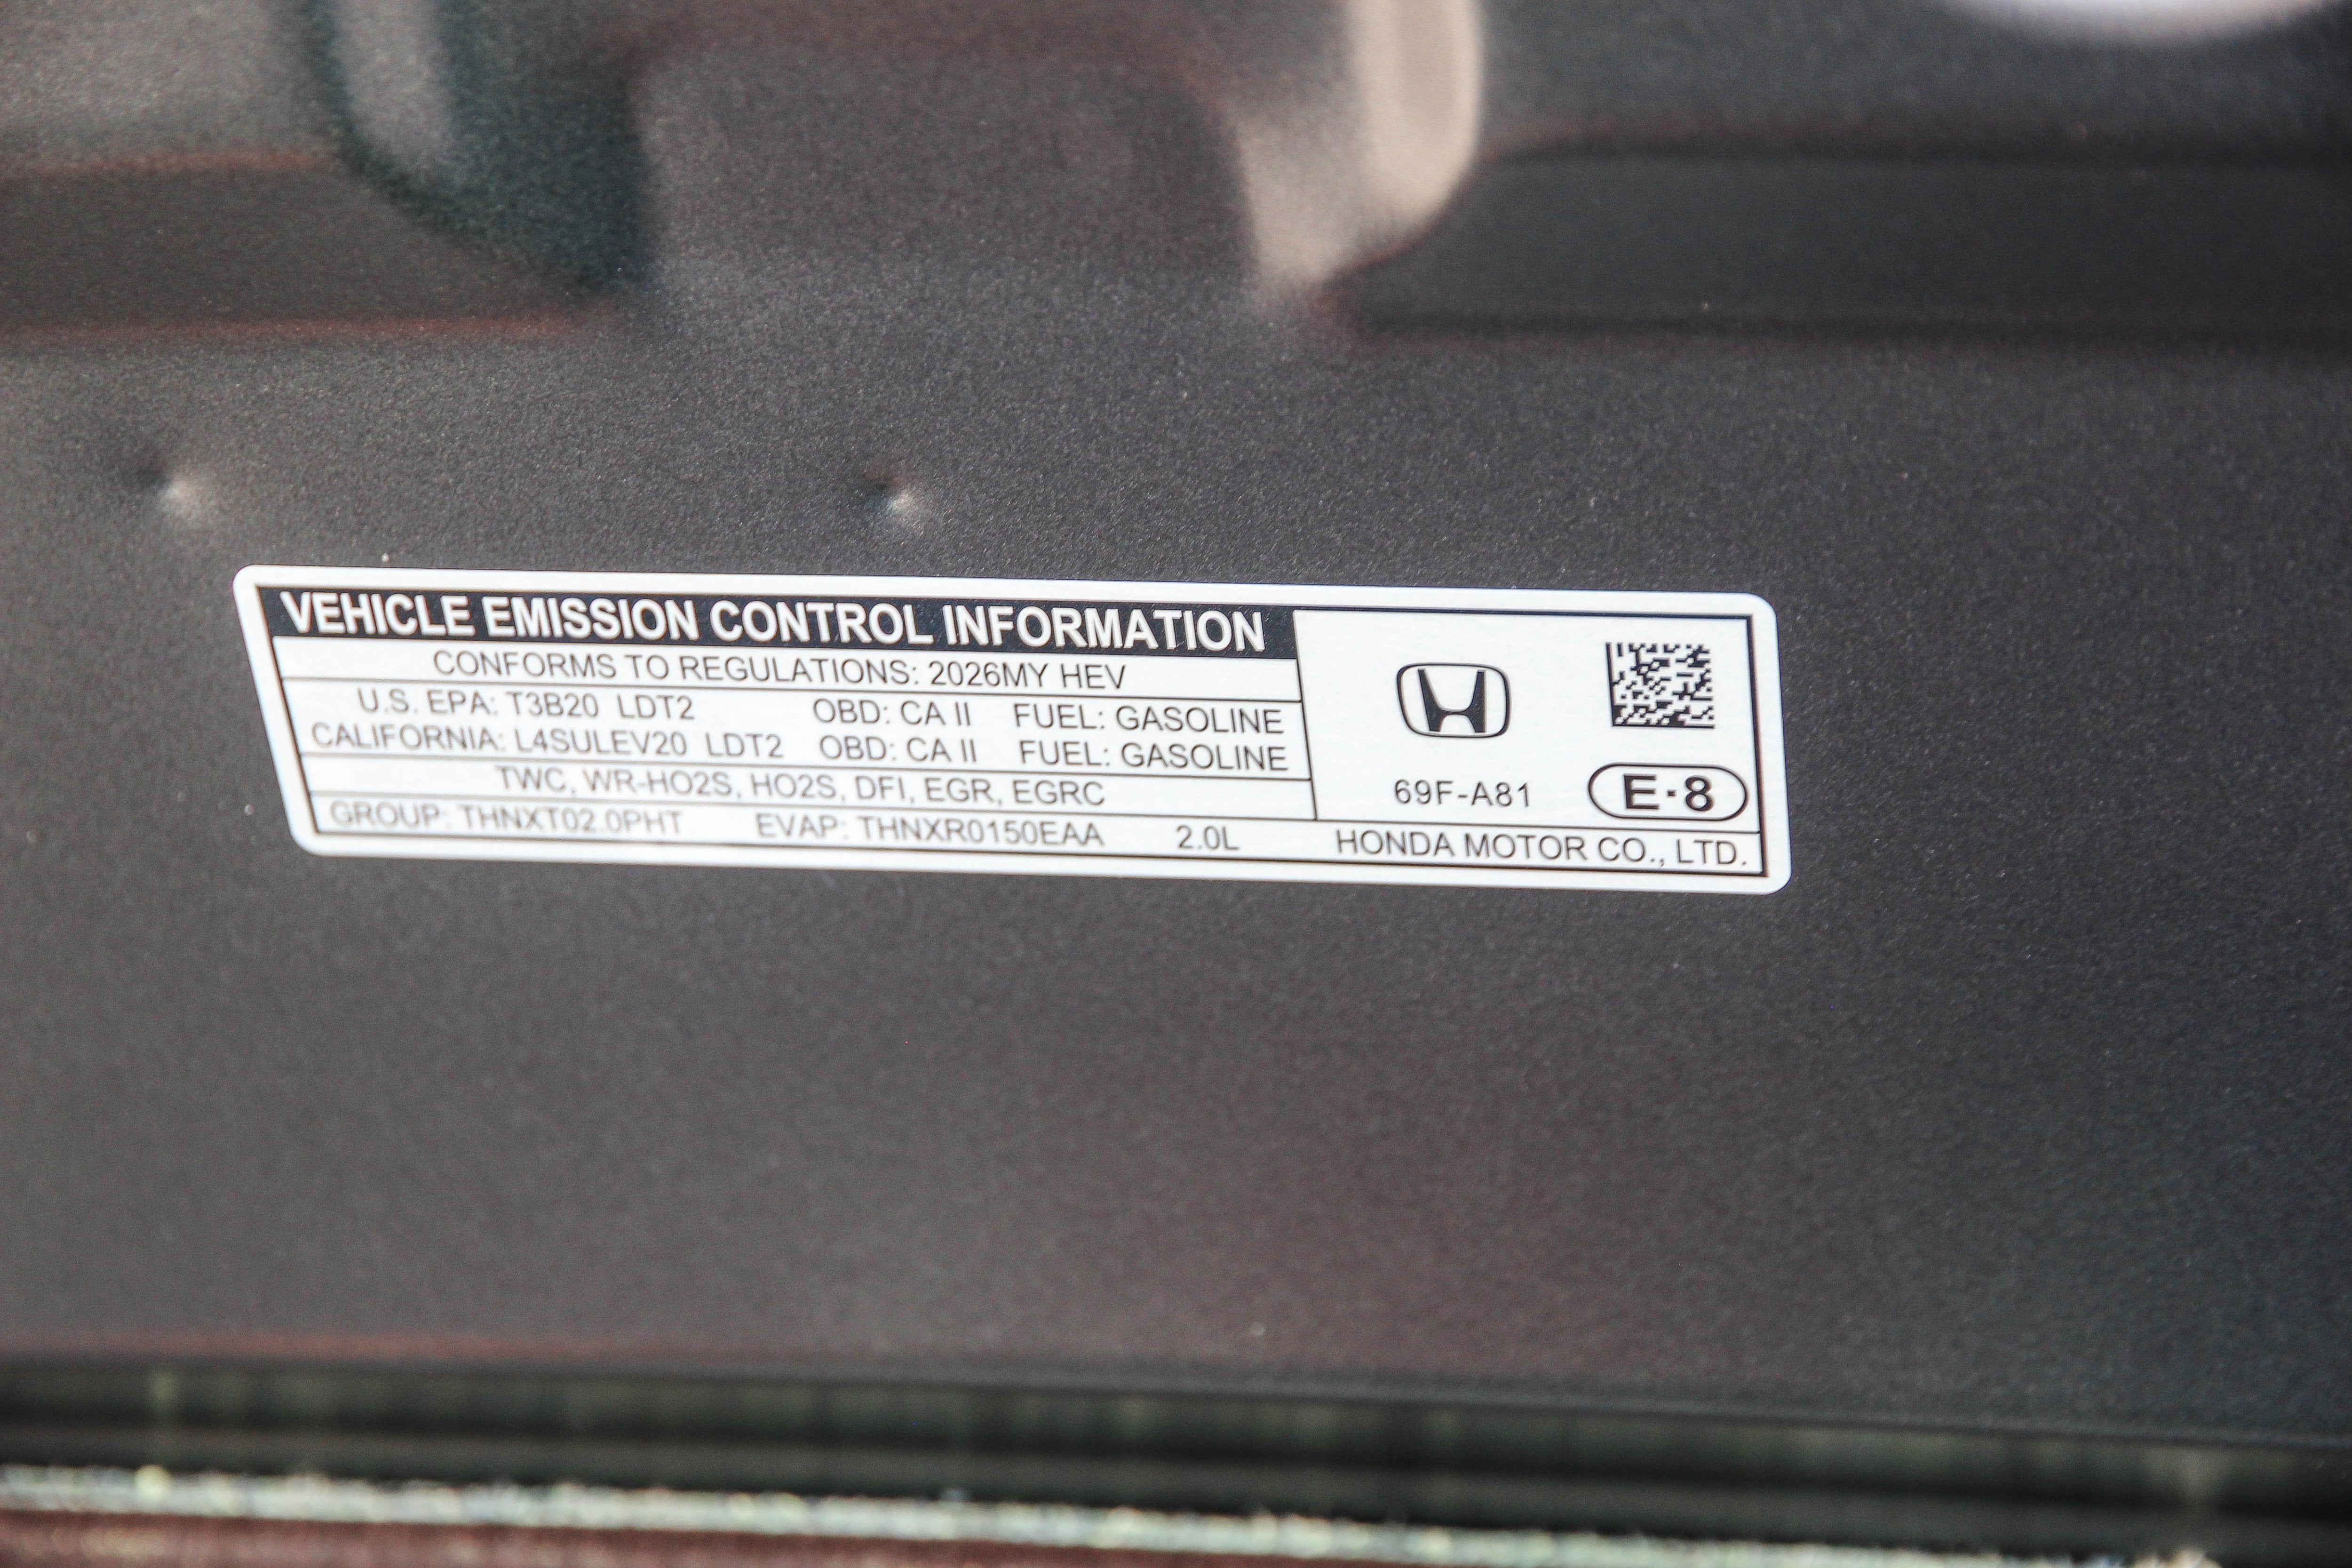 VEHICLE EMISSION CONTROL INFORMATION
CONFORMS TO REGULATIONS: 2026MY HEV
U.S. EPA: T3B20 LDT2 OBD: CA II FUEL: GASOLINE
CALIFORNIA: L4SULEV20 LDT2 OBD: CA II FUEL: GASOLINE
TWC, WR-HO2S, HO2S, DFI, EGR, EGRC
GROUP: THNXT02.0PHT EVAP: THNXR0150EAA 2.0L
69F-A81
E·8
HONDA MOTOR CO., LTD.